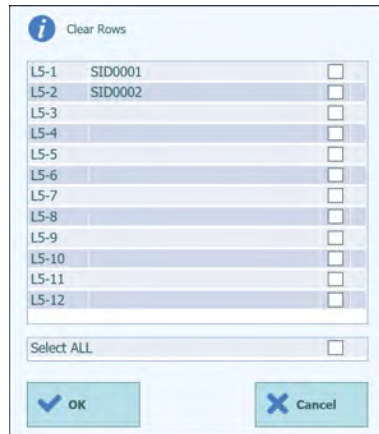 Clear Rows
L5-1 SID0001
L5-2 SID0002
L5-3
L5-4
L5-5
L5-6
L5-7
L5-8
L5-9
L5-10
L5-11
L5-12
Select ALL
OK Cancel